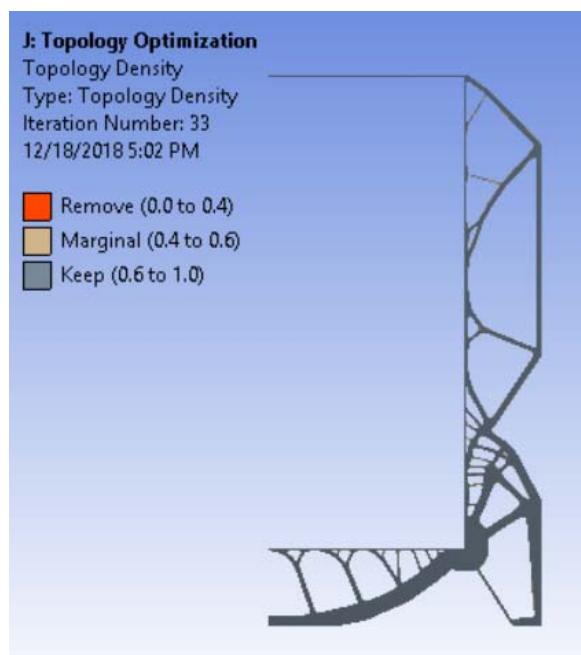 J: Topology Optimization
Topology Density
Type: Topology Density
Iteration Number: 33
12/18/2018 5:02 PM
Remove (0.0 to 0.4)
Marginal (0.4 to 0.6)
Keep (0.6 to 1.0)